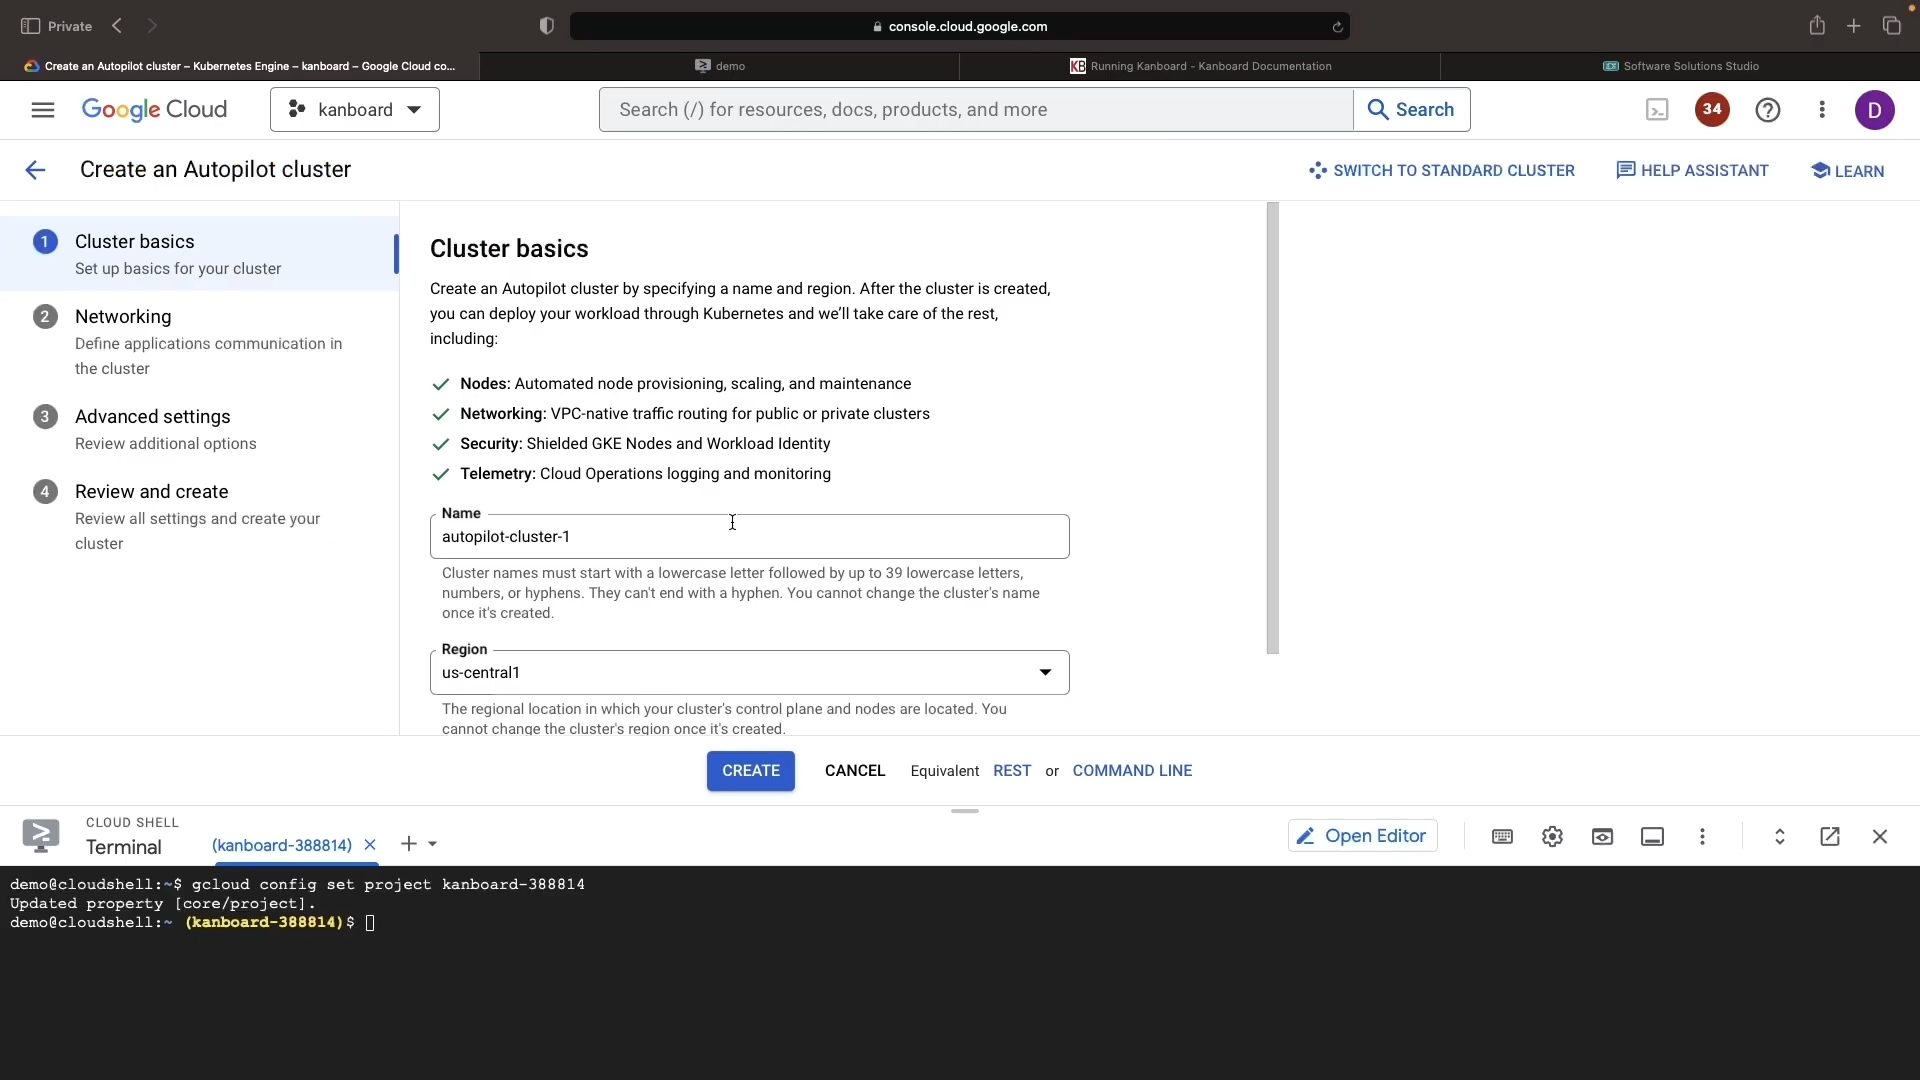 Private
console.cloud.google.com
Create an Autopilot cluster – Kubernetes Engine – kanboard – Google Cloud co...
demo
KB Running Kanboard - Kanboard Documentation
Software Solutions Studio
Google Cloud
kanboard
Search (/) for resources, docs, products, and more
Search
34
D
Create an Autopilot cluster
SWITCH TO STANDARD CLUSTER
HELP ASSISTANT
LEARN
1 Cluster basics
Set up basics for your cluster
2 Networking
Define applications communication in
the cluster
3 Advanced settings
Review additional options
4 Review and create
Review all settings and create your
cluster
Cluster basics
Create an Autopilot cluster by specifying a name and region. After the cluster is created,
you can deploy your workload through Kubernetes and we’ll take care of the rest,
including:
Nodes: Automated node provisioning, scaling, and maintenance
Networking: VPC-native traffic routing for public or private clusters
Security: Shielded GKE Nodes and Workload Identity
Telemetry: Cloud Operations logging and monitoring
Name
autopilot-cluster-1
Cluster names must start with a lowercase letter followed by up to 39 lowercase letters,
numbers, or hyphens. They can't end with a hyphen. You cannot change the cluster's name
once it's created.
Region
us-central1
The regional location in which your cluster's control plane and nodes are located. You
cannot change the cluster's region once it's created.
CREATE
CANCEL
Equivalent REST or COMMAND LINE
CLOUD SHELL
Terminal
(kanboard-388814)
Open Editor
demo@cloudshell:~$ gcloud config set project kanboard-388814
Updated property [core/project].
demo@cloudshell:~ (kanboard-388814)$